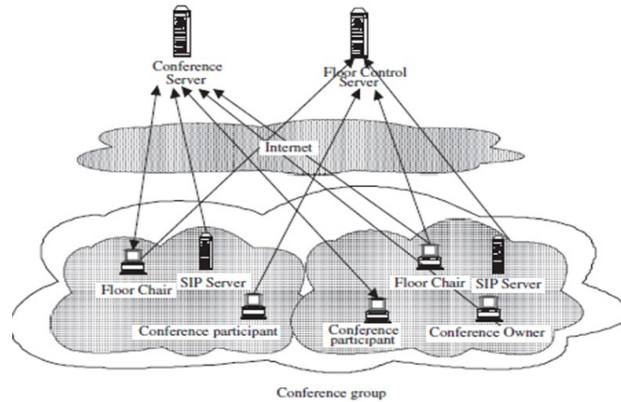 Conference
Server
Floor Control
Server
Internet
Floor Chair
SIP Server
Conference participant
Floor Chair
SIP Server
Conference
participant
Conference Owner
Conference group